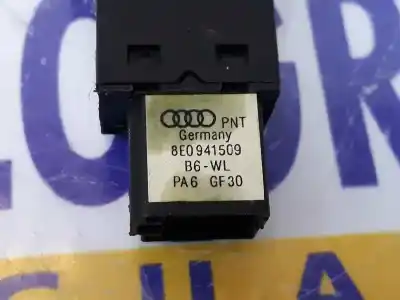 PNT
Germany
8E0941509
B6-WL
PA6 GF30